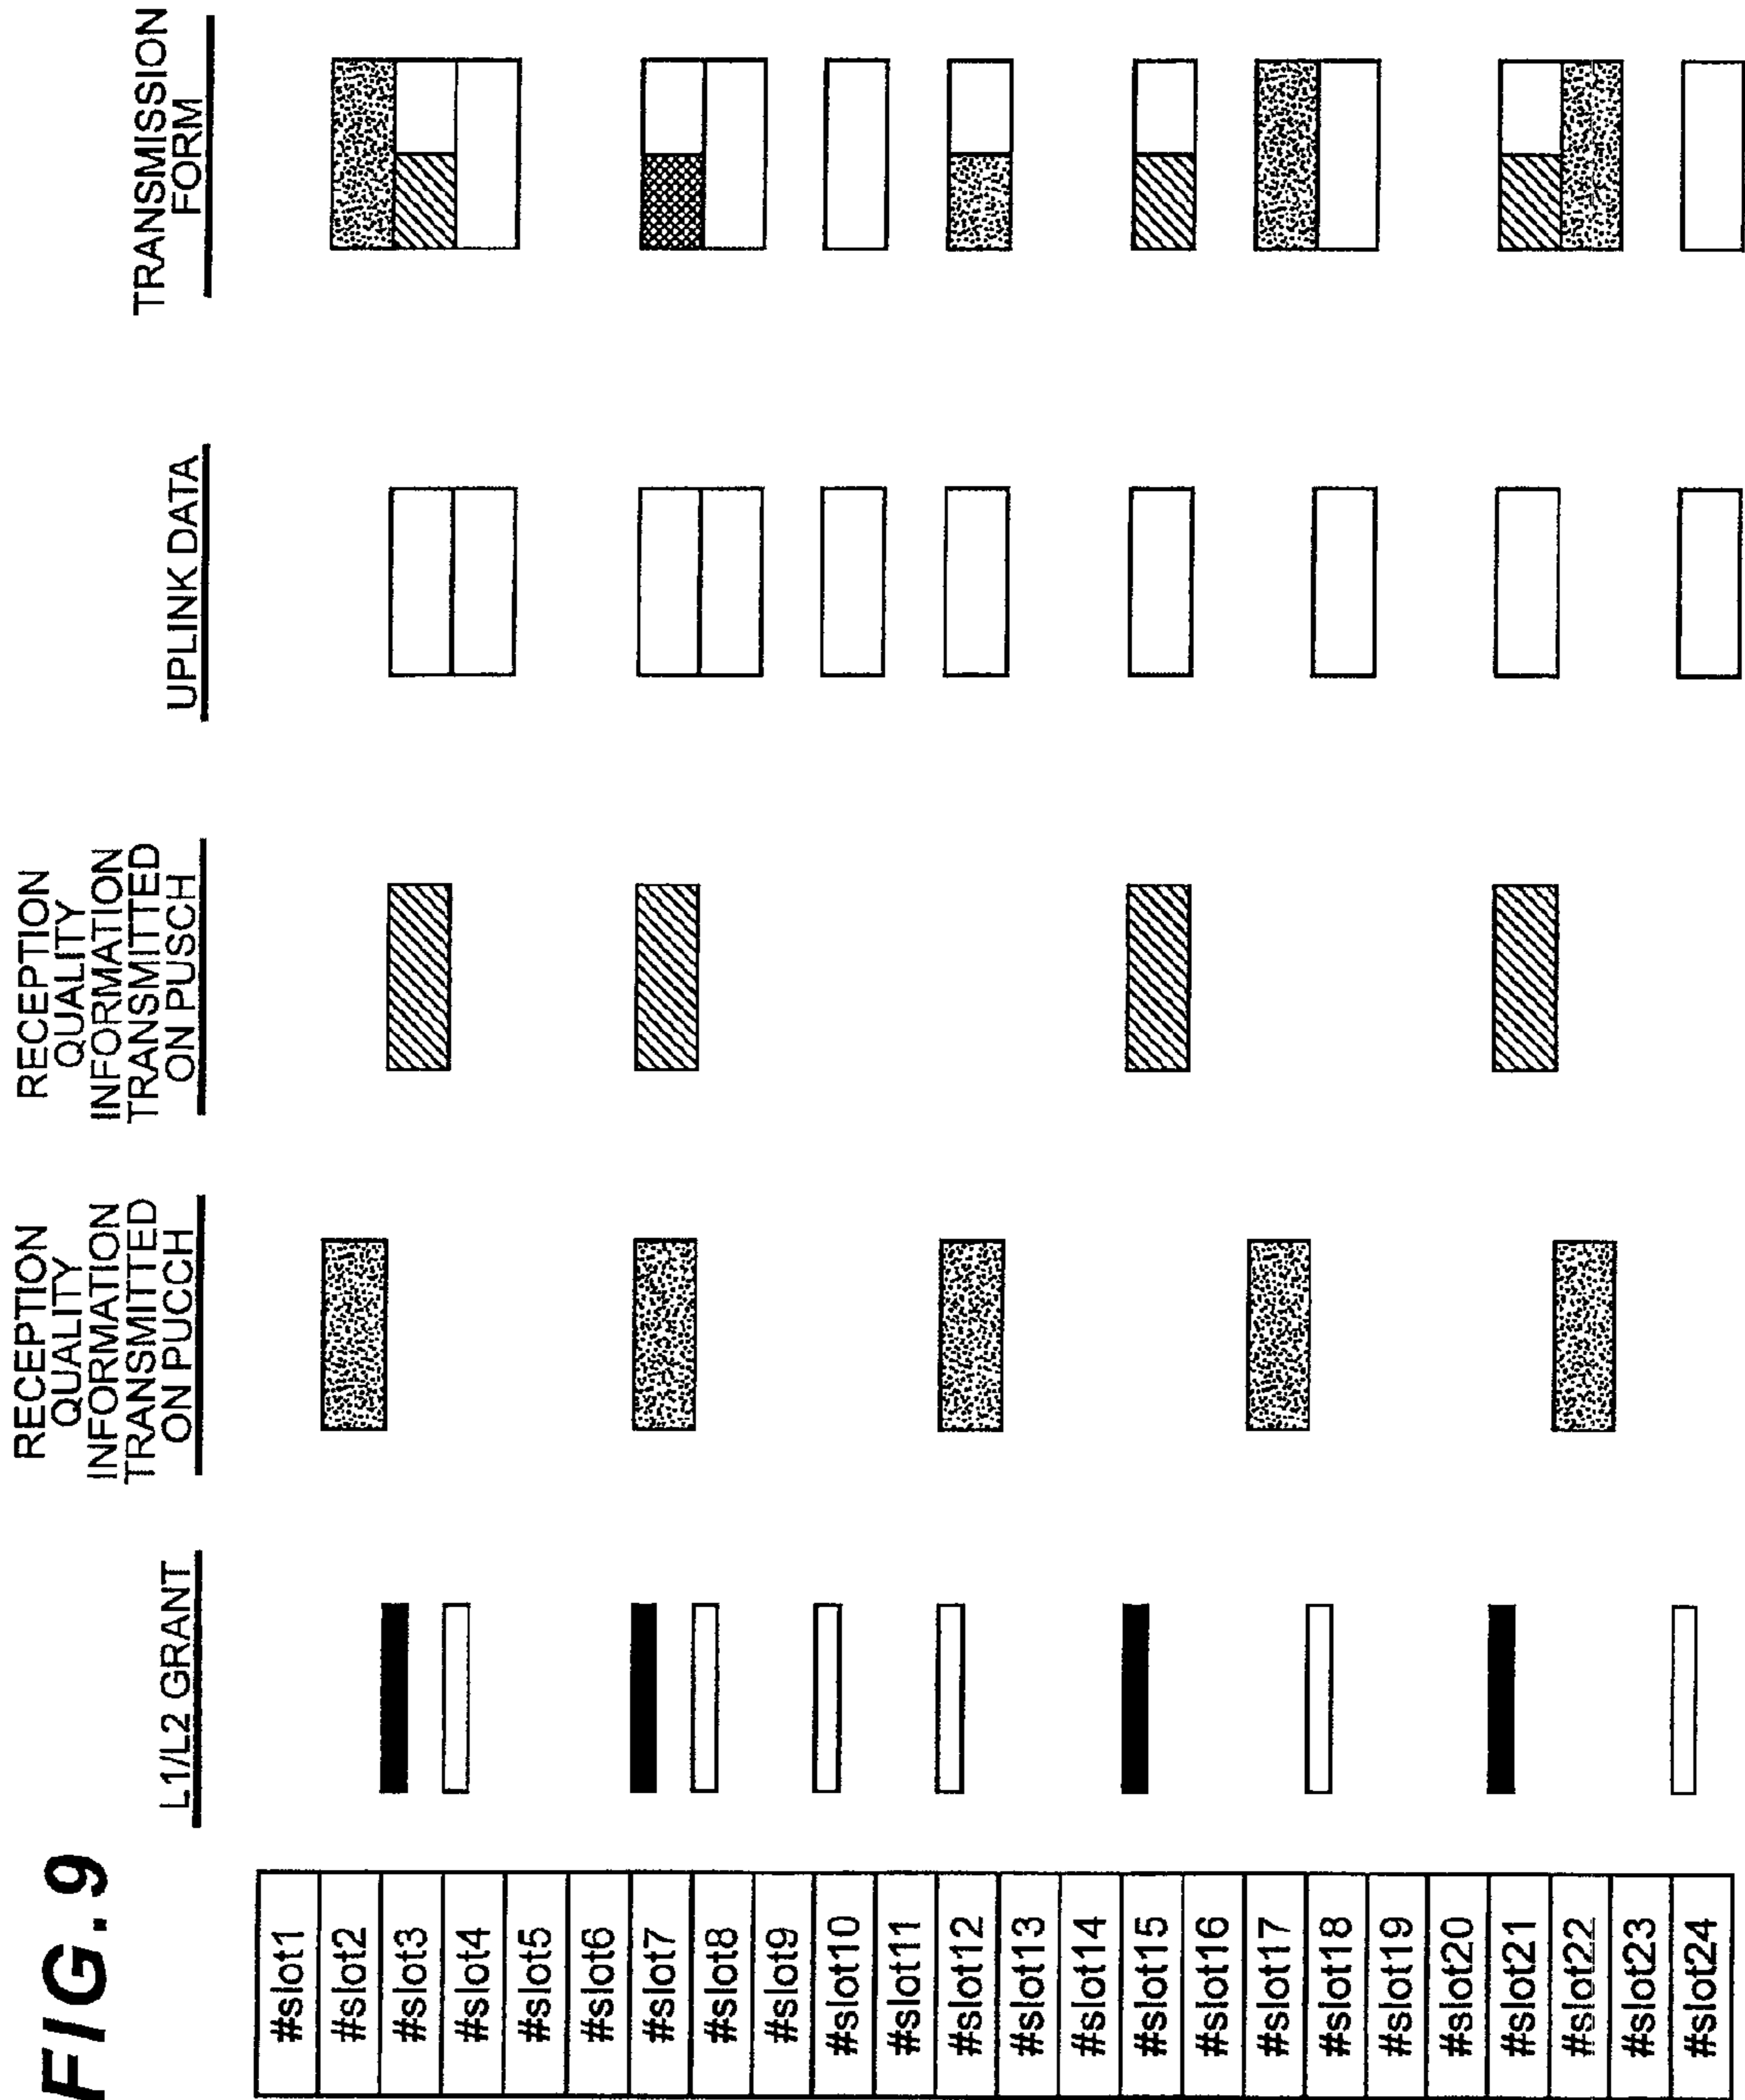 FIG. 9
L1/L2 GRANT
RECEPTION
QUALITY
INFORMATION
TRANSMITTED
ON PUCCH
RECEPTION
QUALITY
INFORMATION
TRANSMITTED
ON PUSCH
UPLINK DATA
TRANSMISSION
FORM
#slot1
#slot2
#slot3
#slot4
#slot5
#slot6
#slot7
#slot8
#slot9
#slot10
#slot11
#slot12
#slot13
#slot14
#slot15
#slot16
#slot17
#slot18
#slot19
#slot20
#slot21
#slot22
#slot23
#slot24